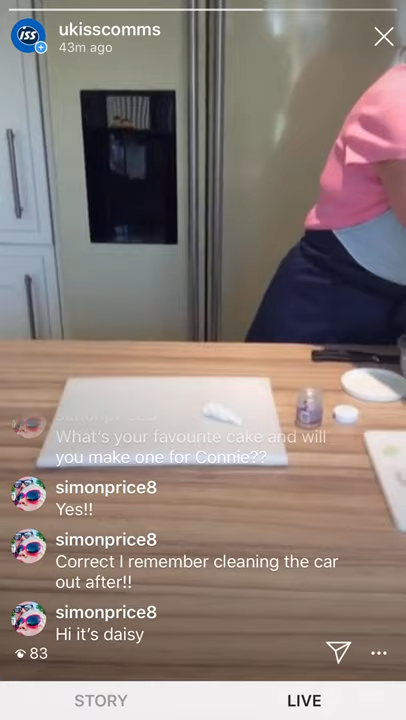 iss
ukisscomms
43m ago
What's your favourite cake and will
you make one for Connie??
simonprice8
Yes!!
simonprice8
Correct I remember cleaning the car
out after!!
simonprice8
Hi it's daisy
83
STORY
LIVE